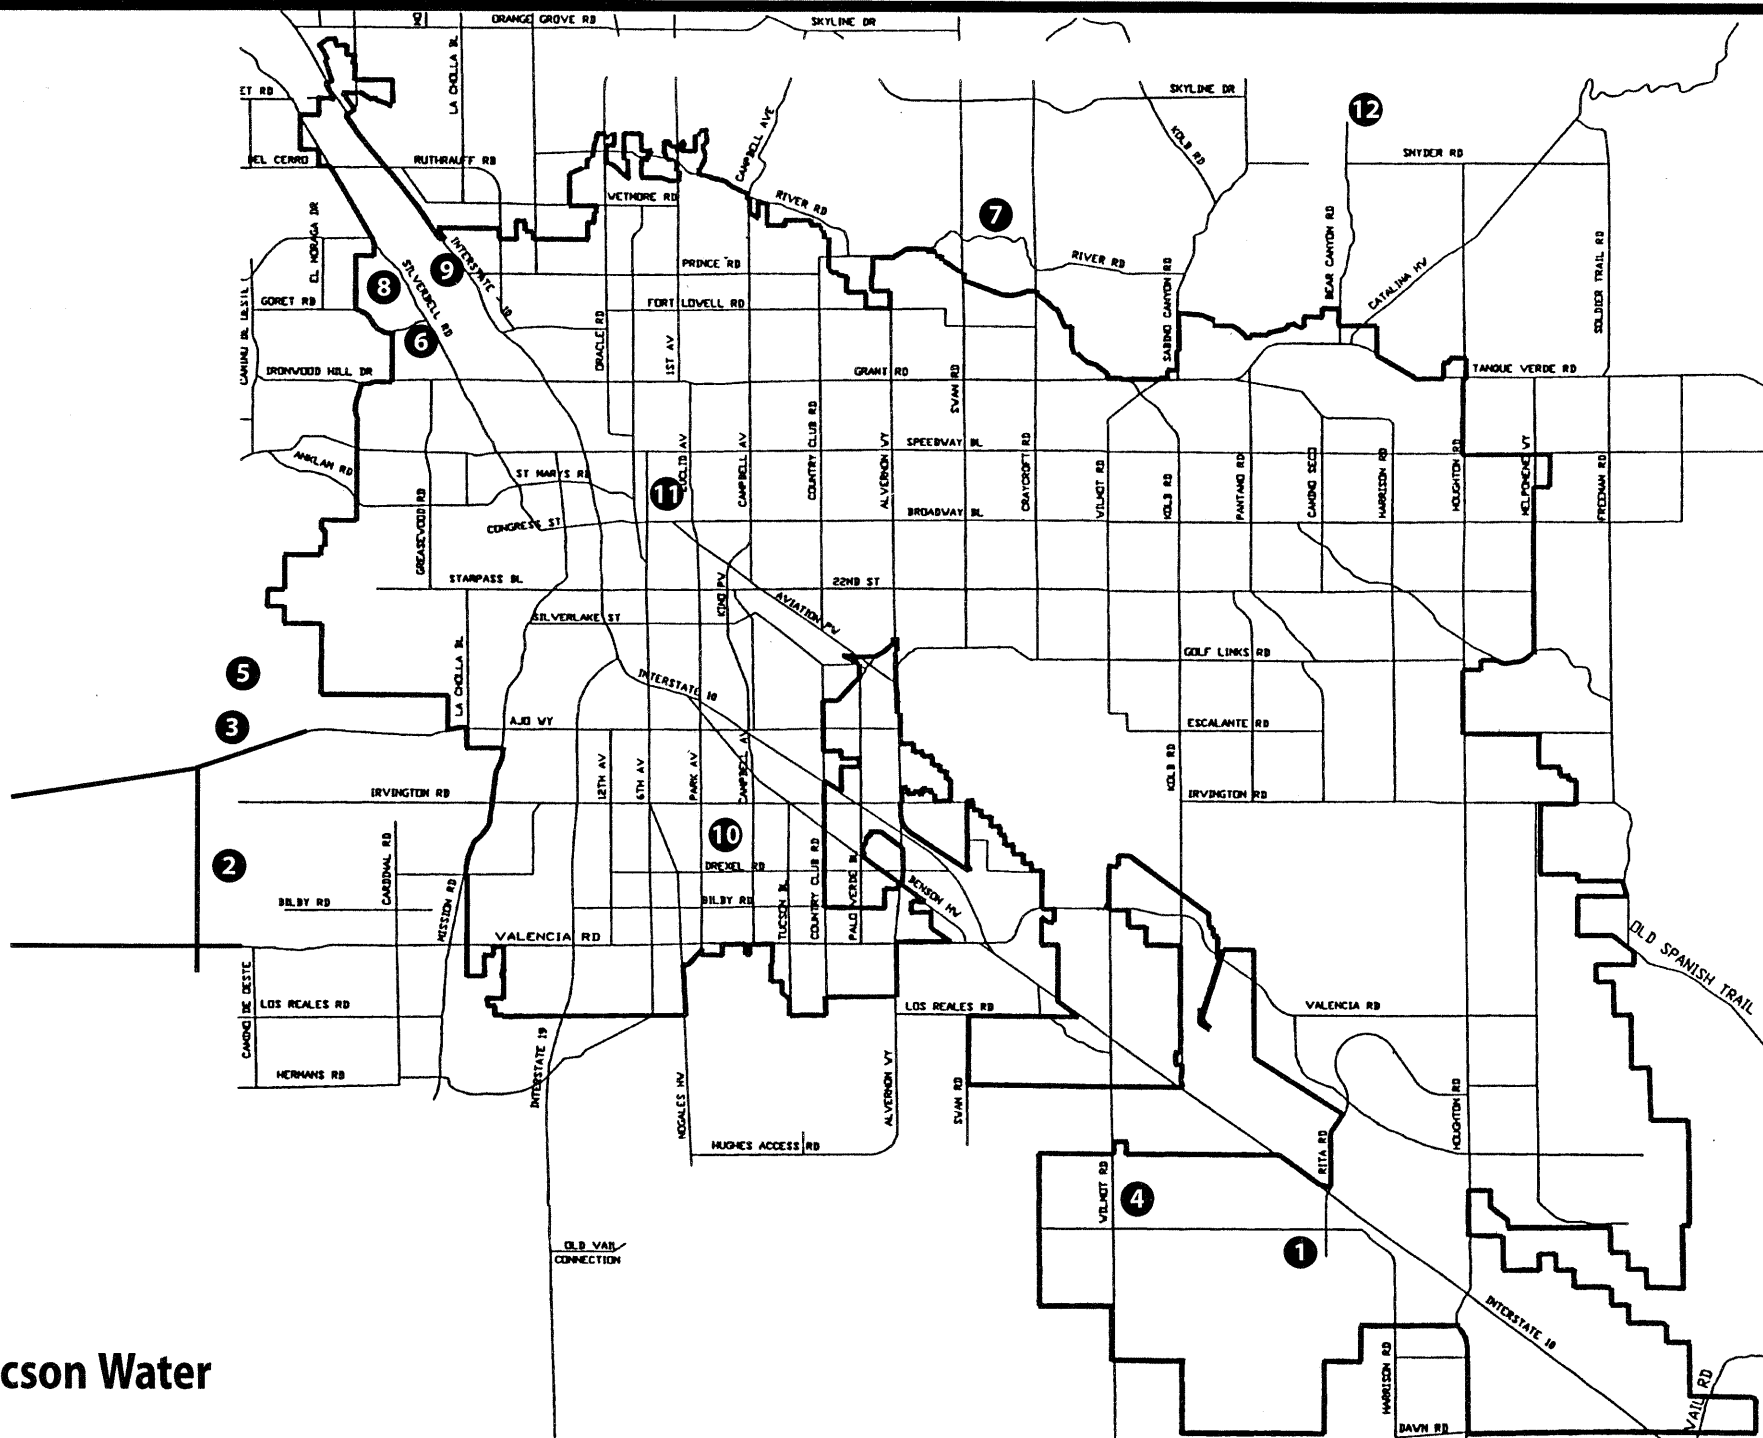 ORANGE GROVE RD
SKYLINE DR
LA CHOLLA BL
ET RD
SKYLINE DR
CAMPBELL AVE
KOLB RD
12
DEL CERRO
RUTHRAUFF RD
SNYDER RD
WETMORE RD
RIVER RD
7
EL MORAGA DR
BEAR CANYON RD
SOLDIER TRAIL RD
INTERSTATE - 10
9
PRINCE RD
RIVER RD
SABINO CANYON RD
CATALINA HW
8
SILVERBELL RD
GORET RD
FORT LOWELL RD
6
ORACLE RD
1ST AV
IRONWOOD HILL DR
GRANT RD
SWAN RD
TANQUE VERDE RD
ANKLAM RD
SPEEDWAY BL
ST MARYS RD
EUCLID AV
CAMPBELL AV
COUNTRY CLUB RD
ALVERNON WY
CRAYCROFT RD
WILMOT RD
KOLB RD
PANTANO RD
CAMINO SECO
HARRISON RD
HOUGHTON RD
MELPOMENE WY
FREEMAN RD
11
GREASEWOOD RD
CONGRESS ST
BROADWAY BL
STARPASS BL
22ND ST
KINO PV
AVIATION PV
SILVERLAKE ST
LA CHOLLA BL
GOLF LINKS RD
5
INTERSTATE 10
3
AJO WY
ESCALANTE RD
12TH AV
6TH AV
PARK AV
CAMPBELL AV
KOLB RD
IRVINGTON RD
IRVINGTON RD
10
2
CARDINAL RD
DREXEL RD
COUNTRY CLUB RD
PALO VERDE BL
BENSON HW
BILBY RD
MISSION RD
BILBY RD
TUCSON BL
VALENCIA RD
OLD SPANISH TRAIL
CAMINO DE OESTE
LOS REALES RD
LOS REALES RD
VALENCIA RD
HERMANS RD
INTERSTATE 19
NOGALES HW
ALVERNON WY
SWAN RD
HOUGHTON RD
HUGHES ACCESS RD
RITA RD
WILMOT RD
4
OLD VAIL
CONNECTION
1
INTERSTATE 10
HARRISON RD
VAIL RD
DAWN RD
cson Water